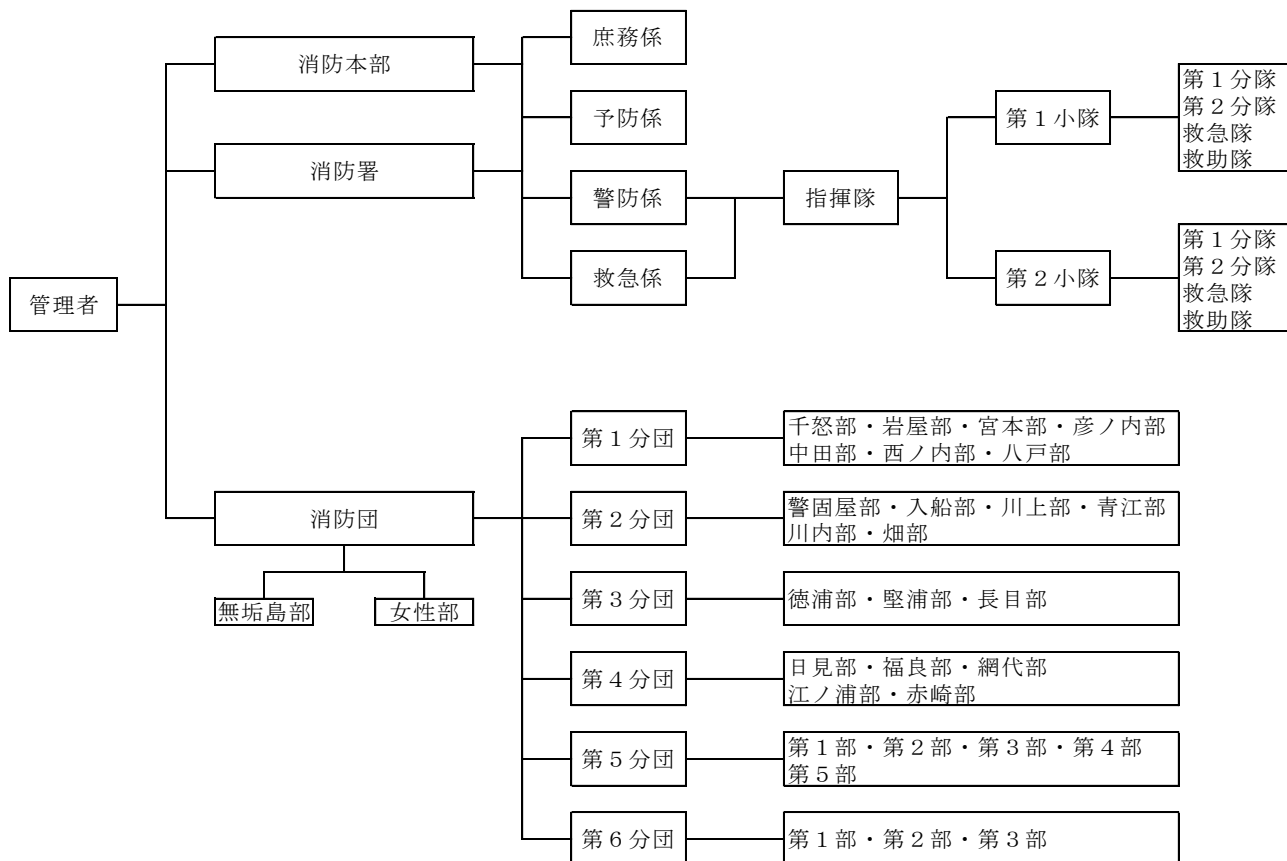 消防組織図
消防本部
消防署
管理者
消防団
無垢島部
女性部
庶務係
予防係
警防係
救急係
指揮隊
第１小隊
第１分隊
第２分隊
救急隊
救助隊
第２小隊
第１分隊
第２分隊
救急隊
救助隊
第１分団
千怒部・岩屋部・宮本部・彦ノ内部
中田部・西ノ内部・八戸部
第２分団
警固屋部・入船部・川上部・青江部
川内部・畑部
第３分団
徳浦部・堅浦部・長目部
第４分団
日見部・福良部・網代部
江ノ浦部・赤崎部
第５分団
第１部・第２部・第３部・第４部
第５部
第６分団
第１部・第２部・第３部